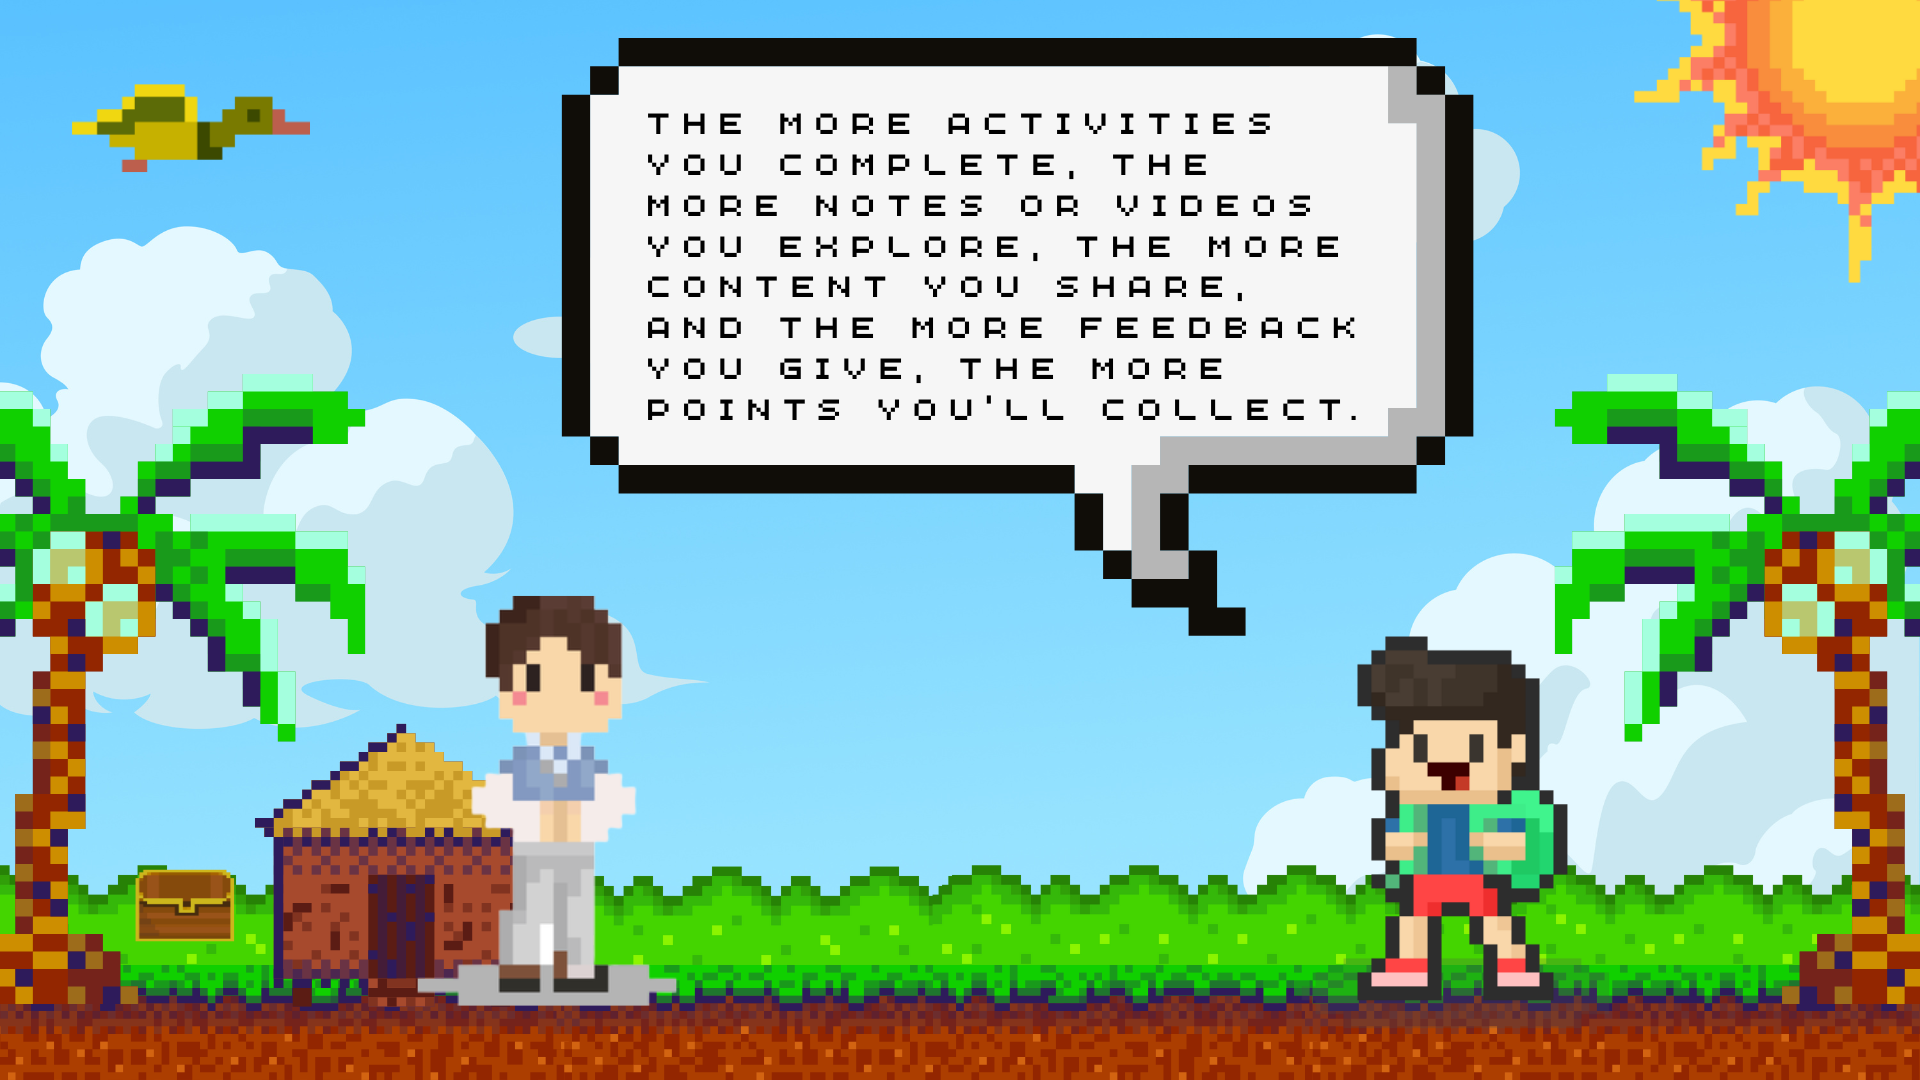 THE MORE ACTIVITIES
YOU COMPLETE, THE
MORE NOTES OR VIDEOS
YOU EXPLORE, THE MORE
CONTENT YOU SHARE,
AND THE MORE FEEDBACK
YOU GIVE, THE MORE
POINTS YOU'LL COLLECT.